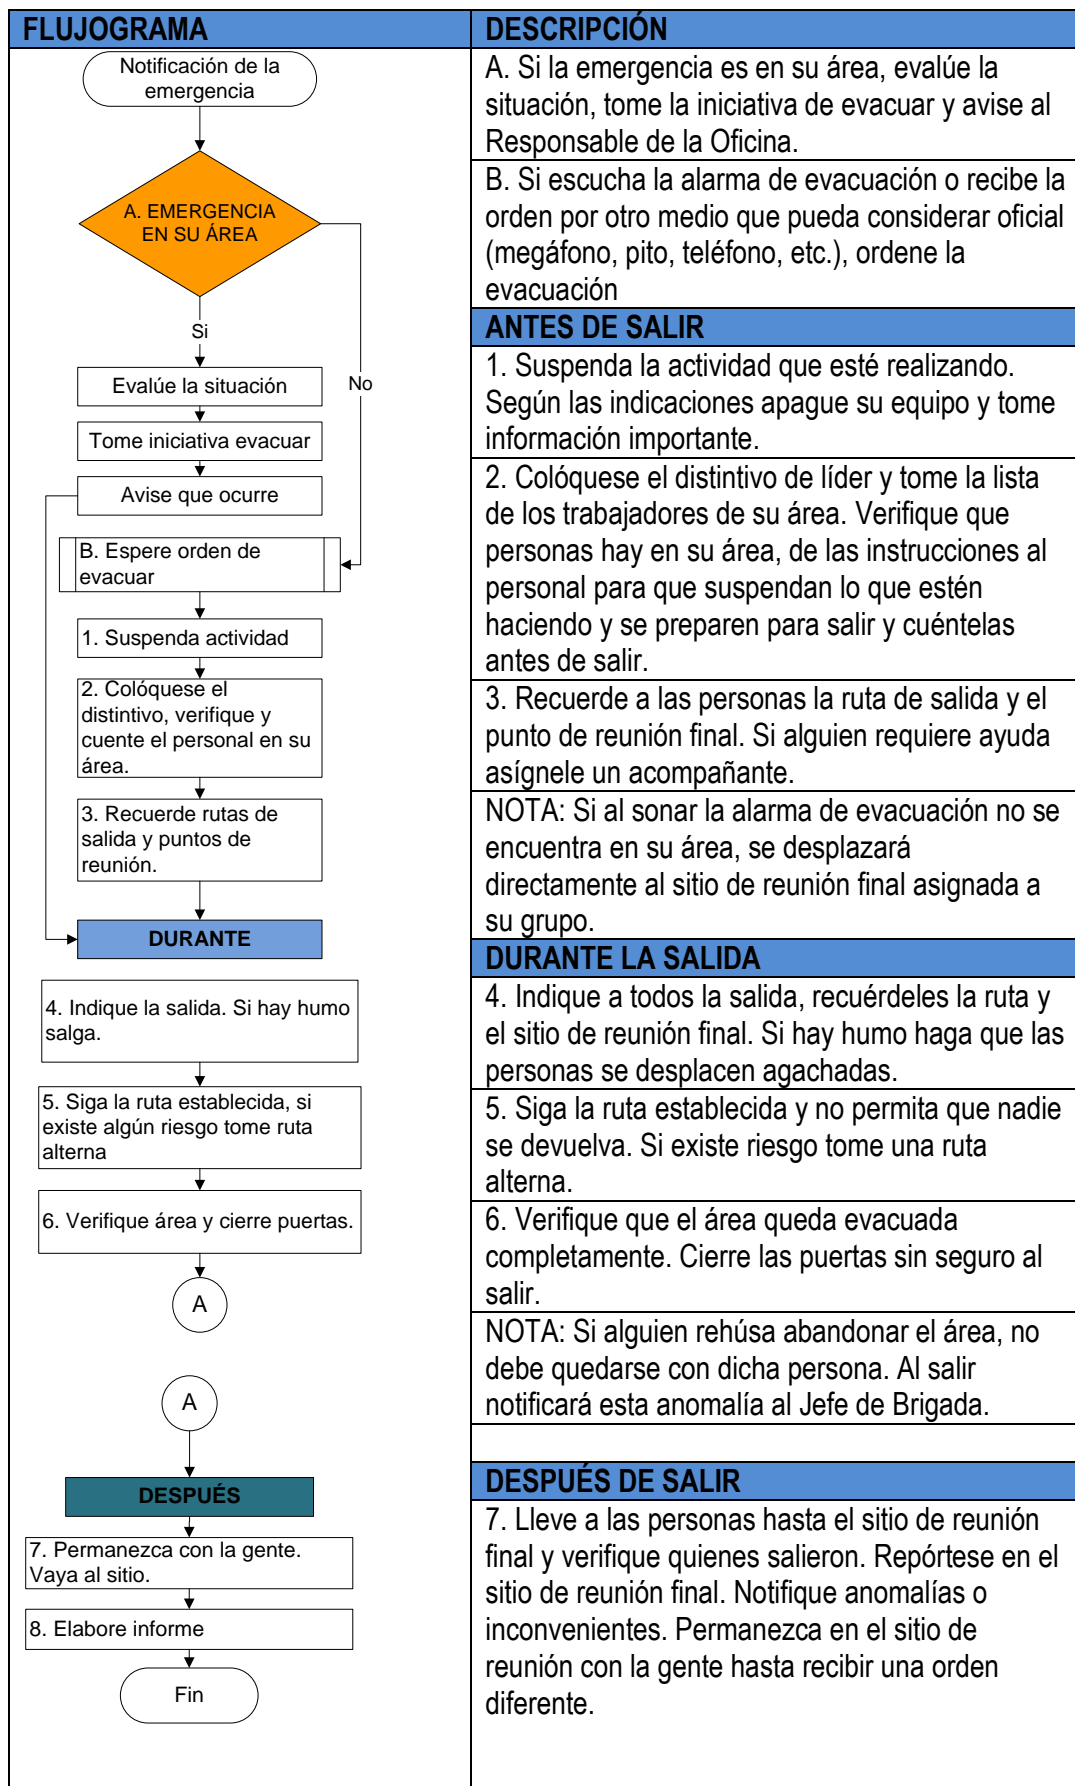 FLUJOGRAMA
Notificación de la
emergencia
A. EMERGENCIA
EN SU ÁREA
Si
No
Evalúe la situación
Tome iniciativa evacuar
Avise que ocurre
B. Espere orden de
evacuar
1. Suspenda actividad
2. Colóquese el
distintivo, verifique y
cuente el personal en su
área.
3. Recuerde rutas de
salida y puntos de
reunión.
DURANTE
4. Indique la salida. Si hay humo
salga.
5. Siga la ruta establecida, si
existe algún riesgo tome ruta
alterna
6. Verifique área y cierre puertas.
A
A
DESPUÉS
7. Permanezca con la gente.
Vaya al sitio.
8. Elabore informe
Fin
DESCRIPCIÓN
A. Si la emergencia es en su área, evalúe la
situación, tome la iniciativa de evacuar y avise al
Responsable de la Oficina.
B. Si escucha la alarma de evacuación o recibe la
orden por otro medio que pueda considerar oficial
(megáfono, pito, teléfono, etc.), ordene la
evacuación
ANTES DE SALIR
1. Suspenda la actividad que esté realizando.
Según las indicaciones apague su equipo y tome
información importante.
2. Colóquese el distintivo de líder y tome la lista
de los trabajadores de su área. Verifique que
personas hay en su área, de las instrucciones al
personal para que suspendan lo que estén
haciendo y se preparen para salir y cuéntelas
antes de salir.
3. Recuerde a las personas la ruta de salida y el
punto de reunión final. Si alguien requiere ayuda
asígnele un acompañante.
NOTA: Si al sonar la alarma de evacuación no se
encuentra en su área, se desplazará
directamente al sitio de reunión final asignada a
su grupo.
DURANTE LA SALIDA
4. Indique a todos la salida, recuérdeles la ruta y
el sitio de reunión final. Si hay humo haga que las
personas se desplacen agachadas.
5. Siga la ruta establecida y no permita que nadie
se devuelva. Si existe riesgo tome una ruta
alterna.
6. Verifique que el área queda evacuada
completamente. Cierre las puertas sin seguro al
salir.
NOTA: Si alguien rehúsa abandonar el área, no
debe quedarse con dicha persona. Al salir
notificará esta anomalía al Jefe de Brigada.
DESPUÉS DE SALIR
7. Lleve a las personas hasta el sitio de reunión
final y verifique quienes salieron. Repórtese en el
sitio de reunión final. Notifique anomalías o
inconvenientes. Permanezca en el sitio de
reunión con la gente hasta recibir una orden
diferente.